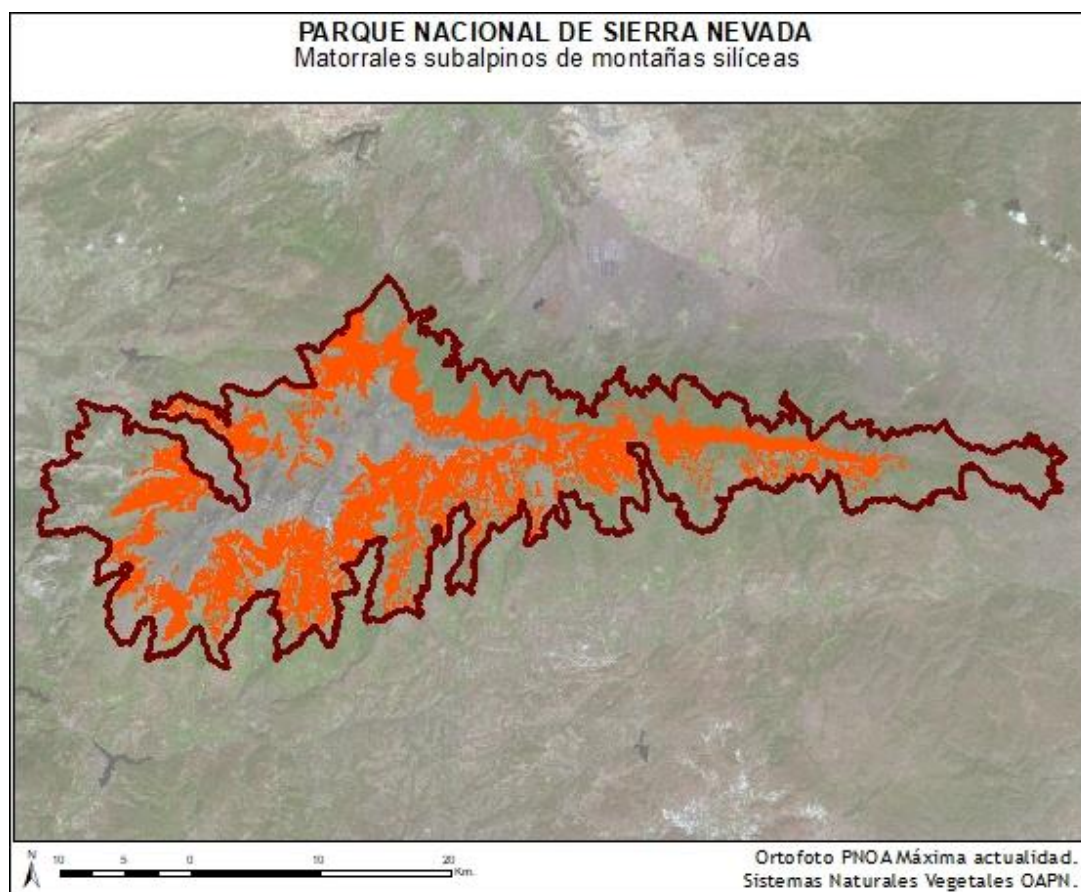 PARQUE NACIONAL DE SIERRA NEVADA
Matorrales subalpinos de montañas silíceas
N
10 5 0 10 20
Km.
Ortofoto PNOA Máxima actualidad.
Sistemas Naturales Vegetales OAPN.